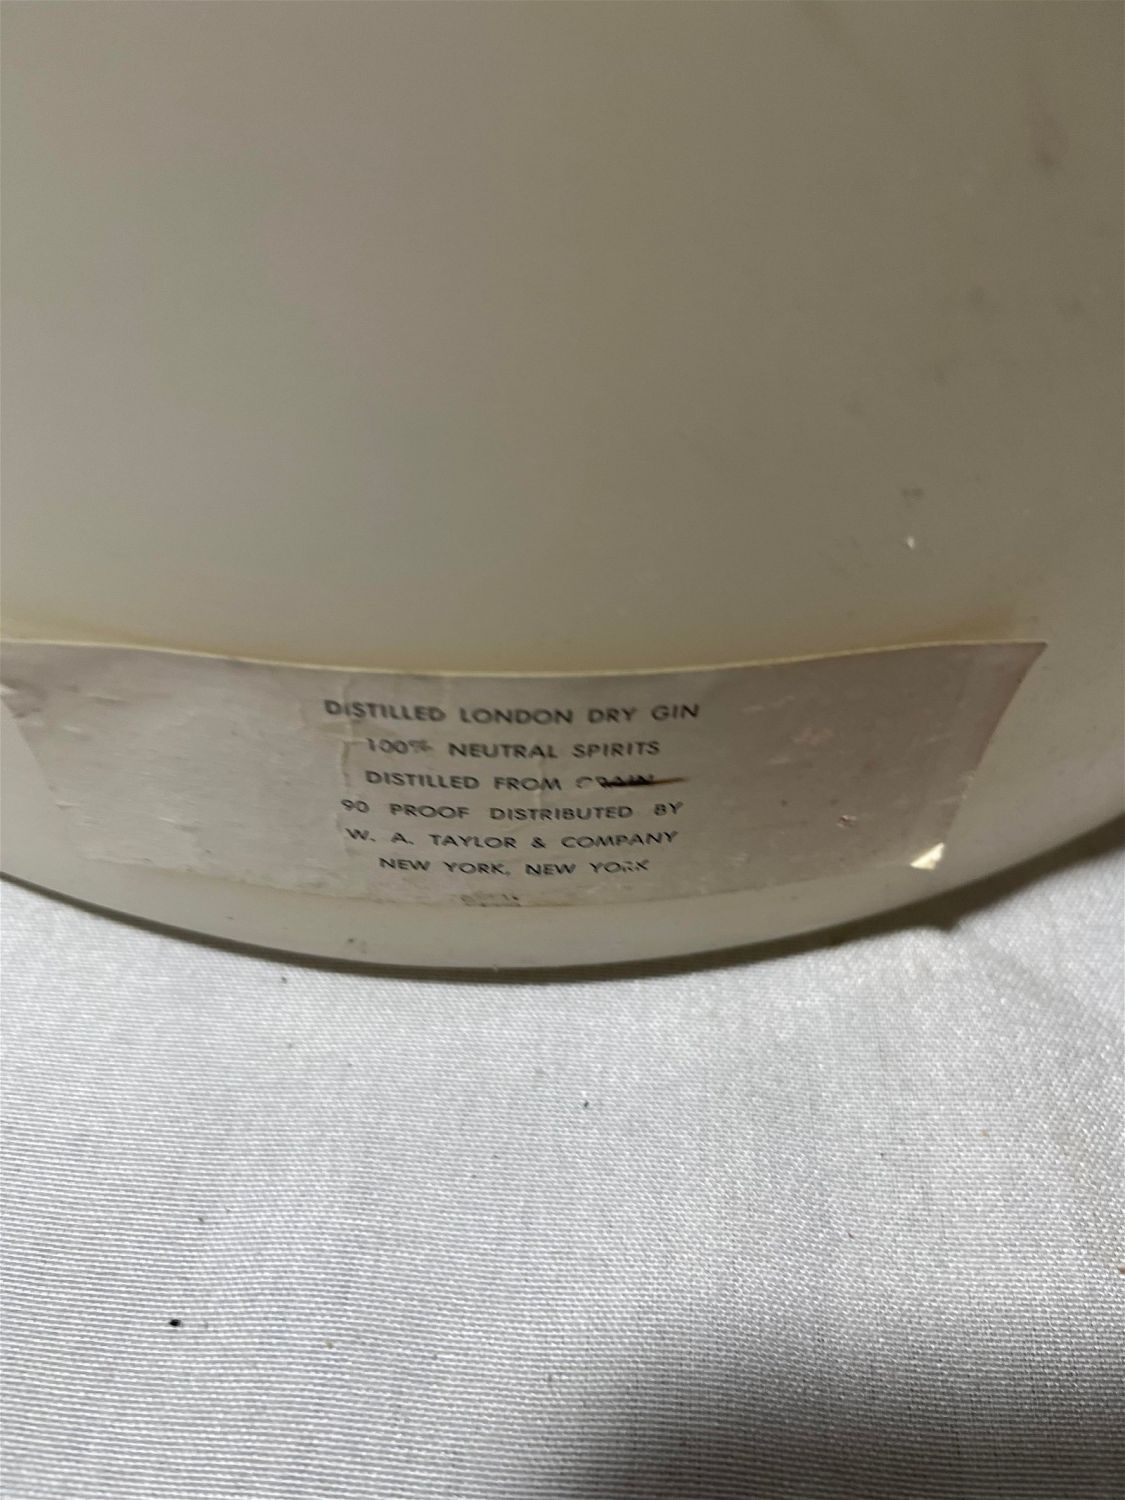 DISTILLED LONDON DRY GIN
100% NEUTRAL SPIRITS
DISTILLED FROM GRAIN
90 PROOF DISTRIBUTED BY
W. A. TAYLOR & COMPANY
NEW YORK, NEW YORK